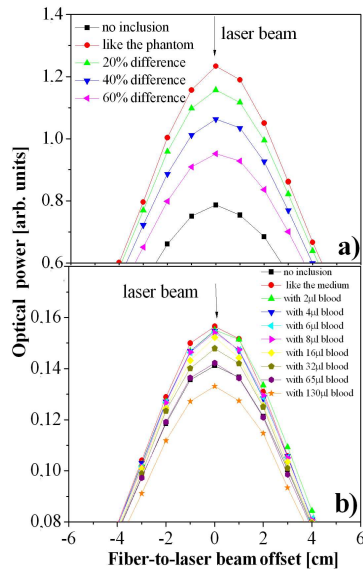 no inclusion
like the phantom
20% difference
40% difference
60% difference
laser beam
1.4
1.2
1.0
0.8
0.6
a)
Optical power [arb. units]
no inclusion
like the medium
with 2µl blood
with 4µl blood
with 6µl blood
with 8µl blood
with 16µl blood
with 32µl blood
with 65µl blood
with 130µl blood
laser beam
0.16
0.14
0.12
0.10
0.08
b)
-6 -4 -2 0 2 4 6
Fiber-to-laser beam offset [cm]